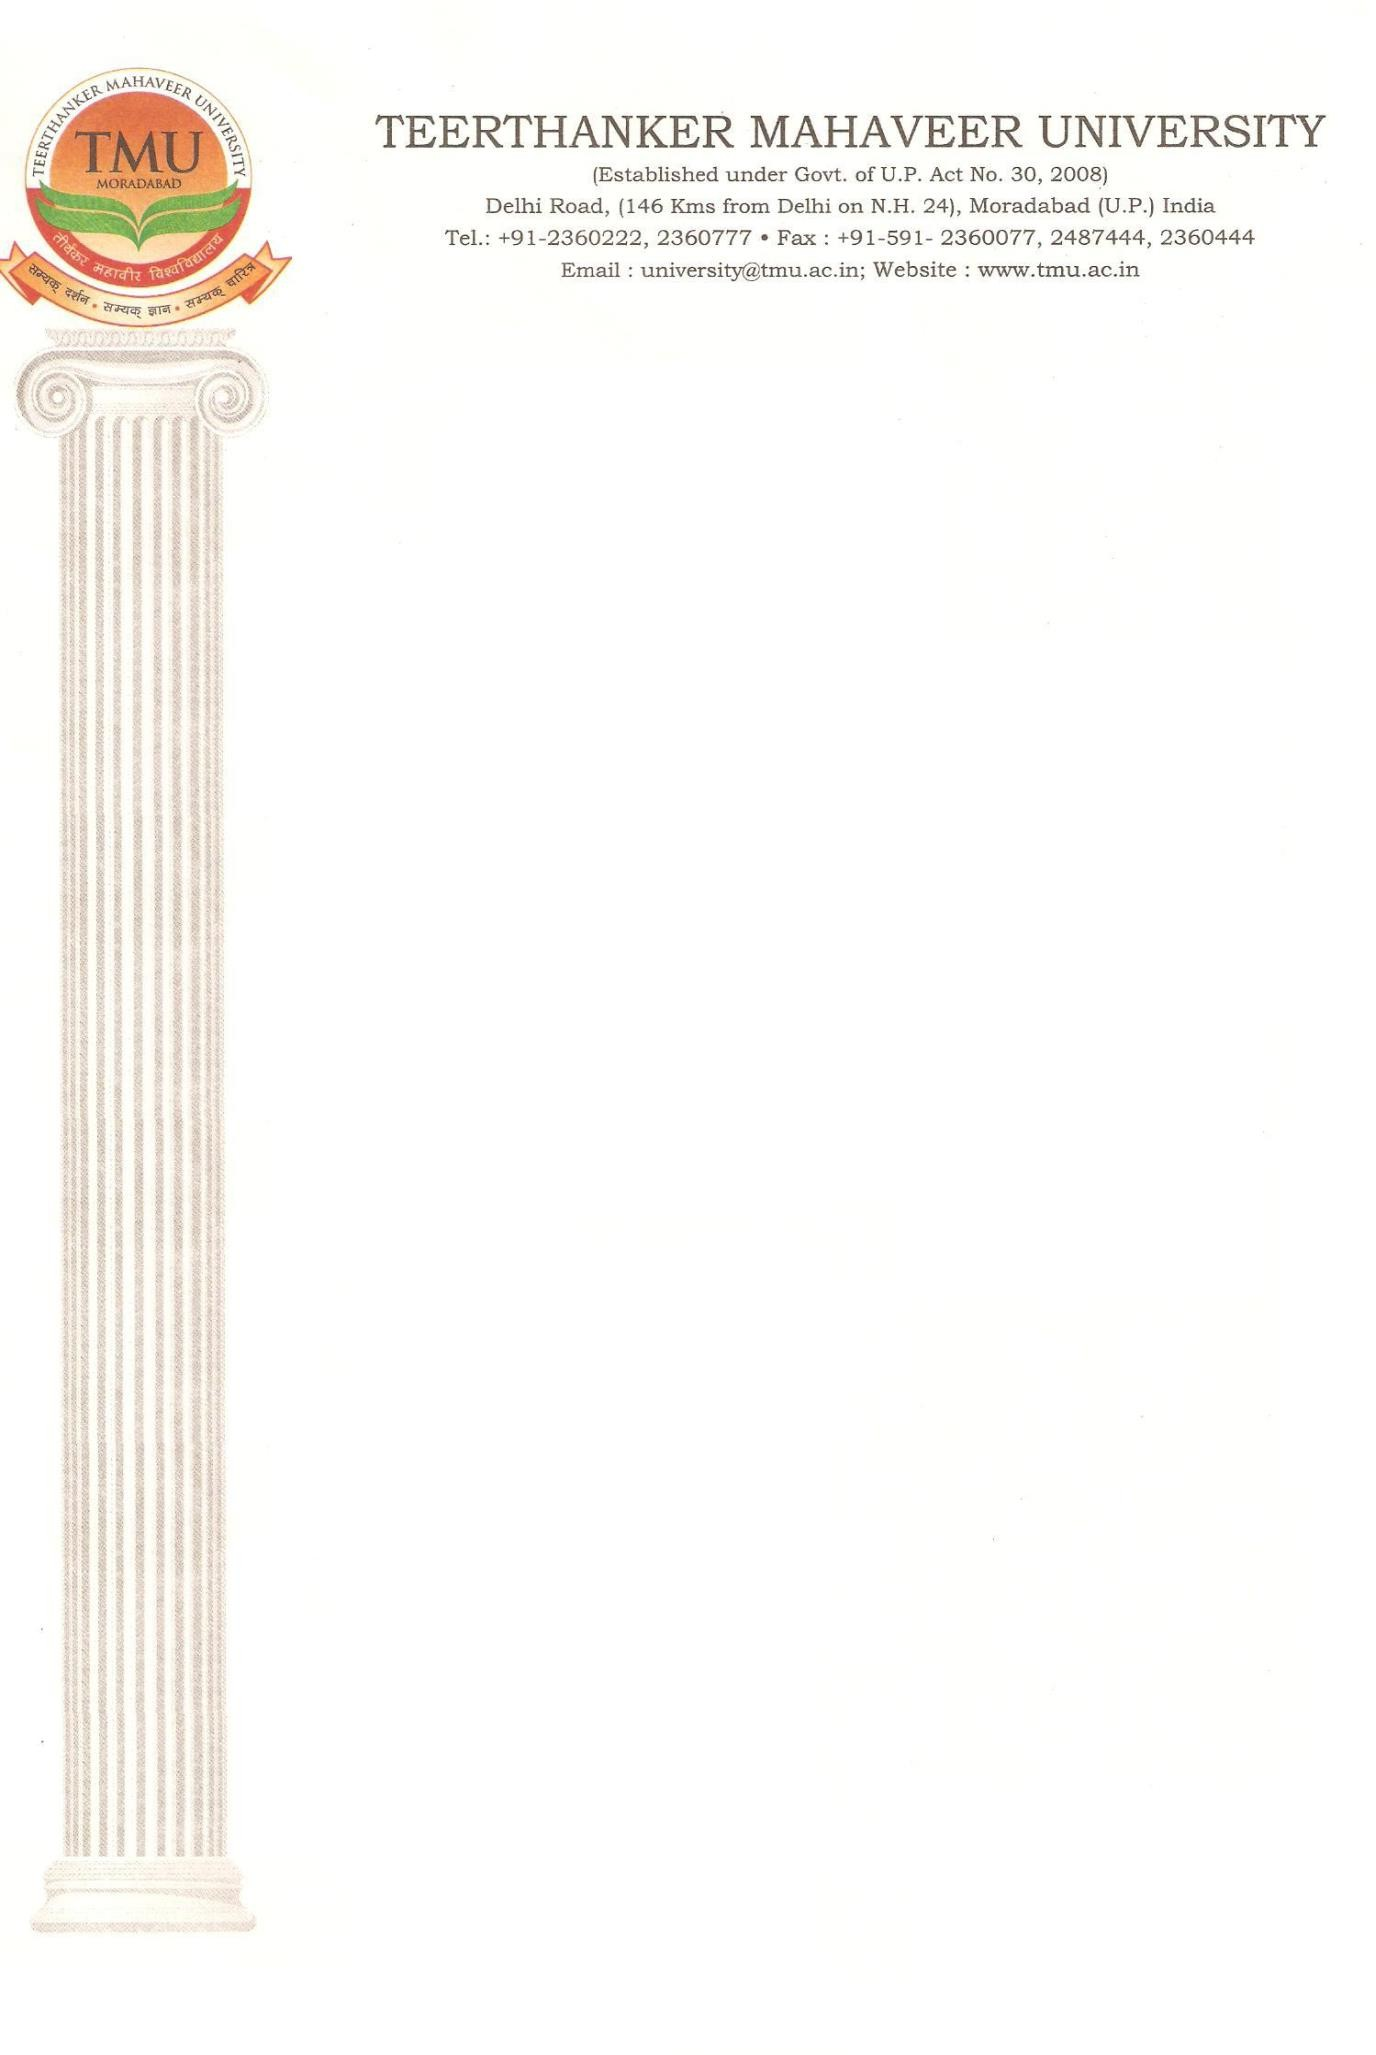 TEERTHANKER MAHAVEER UNIVERSITY
TMU
MORADABAD
तीर्थंकर महावीर विश्वविद्यालय
सम्यक् दर्शन • सम्यक् ज्ञान • सम्यक् चारित्र
TEERTHANKER MAHAVEER UNIVERSITY
(Established under Govt. of U.P. Act No. 30, 2008)
Delhi Road, (146 Kms from Delhi on N.H. 24), Moradabad (U.P.) India
Tel.: +91-2360222, 2360777 • Fax : +91-591- 2360077, 2487444, 2360444
Email : university@tmu.ac.in; Website : www.tmu.ac.in